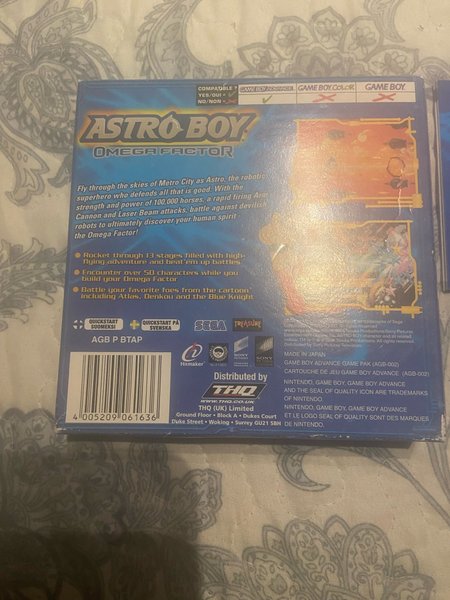 COMPATIBLE ? GAME BOY ADVANCE GAME BOY COLOR GAME BOY
YES/OUI = ✓
NO/NON = ✗
ASTRO BOY
OMEGA FACTOR
Fly through the skies of Metro City as Astro, the robotic
superhero who defends all that is good. With the
strength and power of 100,000 horses, a rapid firing Arm
Cannon and Laser Beam attacks, battle against devilish
robots to ultimately discover your human spirit
the Omega Factor!
Rocket through 13 stages filled with high-
flying adventure and beat'em up battles.
Encounter over 50 characters while you
build your Omega Factor
Battle your favorite foes from the cartoon
including Atlas, Denkou and the Blue Knight
QUICKSTART
SUOMEKSI
QUICKSTART PÅ
SVENSKA
SEGA
TREASURE
AGB P BTAP
4 005209 061636
Hitmaker
SONY
Distributed by
THQ
WWW.THQ.CO.UK
THQ (UK) Limited
Ground Floor • Block A • Dukes Court
Duke Street • Woking • Surrey GU21 5BH
MADE IN JAPAN
GAME BOY ADVANCE GAME PAK (AGB-002)
CARTOUCHE DE JEU GAME BOY ADVANCE (AGB-002)
NINTENDO, GAME BOY, GAME BOY ADVANCE
AND THE SEAL OF QUALITY ICON ARE TRADEMARKS
OF NINTENDO.
NINTENDO, GAME BOY, GAME BOY ADVANCE
ET LE LOGO SEAL OF QUALITY SONT DES MARQUES
DE NINTENDO.